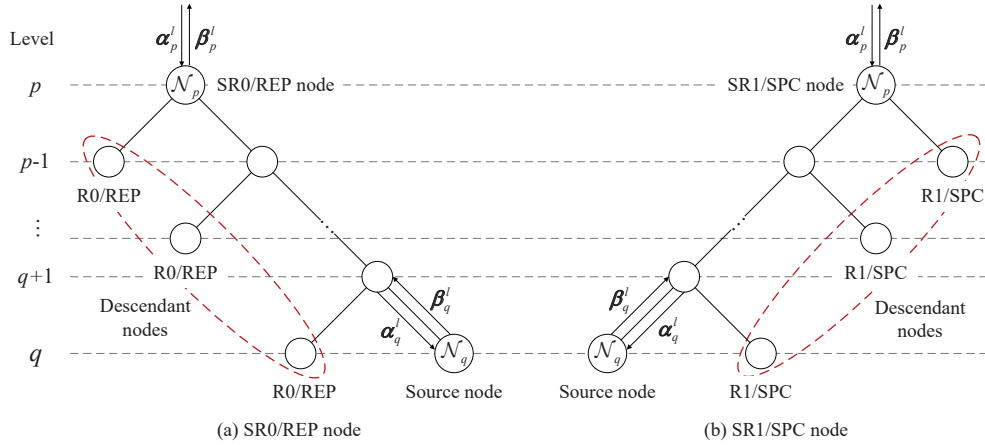 Level
α_p^l β_p^l
α_p^l β_p^l
p
N_p SR0/REP node
SR1/SPC node N_p
p-1
R0/REP
R1/SPC
⋮
R0/REP
R1/SPC
q+1
Descendant
nodes
β_q^l
α_q^l
β_q^l
α_q^l
Descendant
nodes
q
N_q
N_q
R0/REP
Source node
Source node
R1/SPC
(a) SR0/REP node
(b) SR1/SPC node